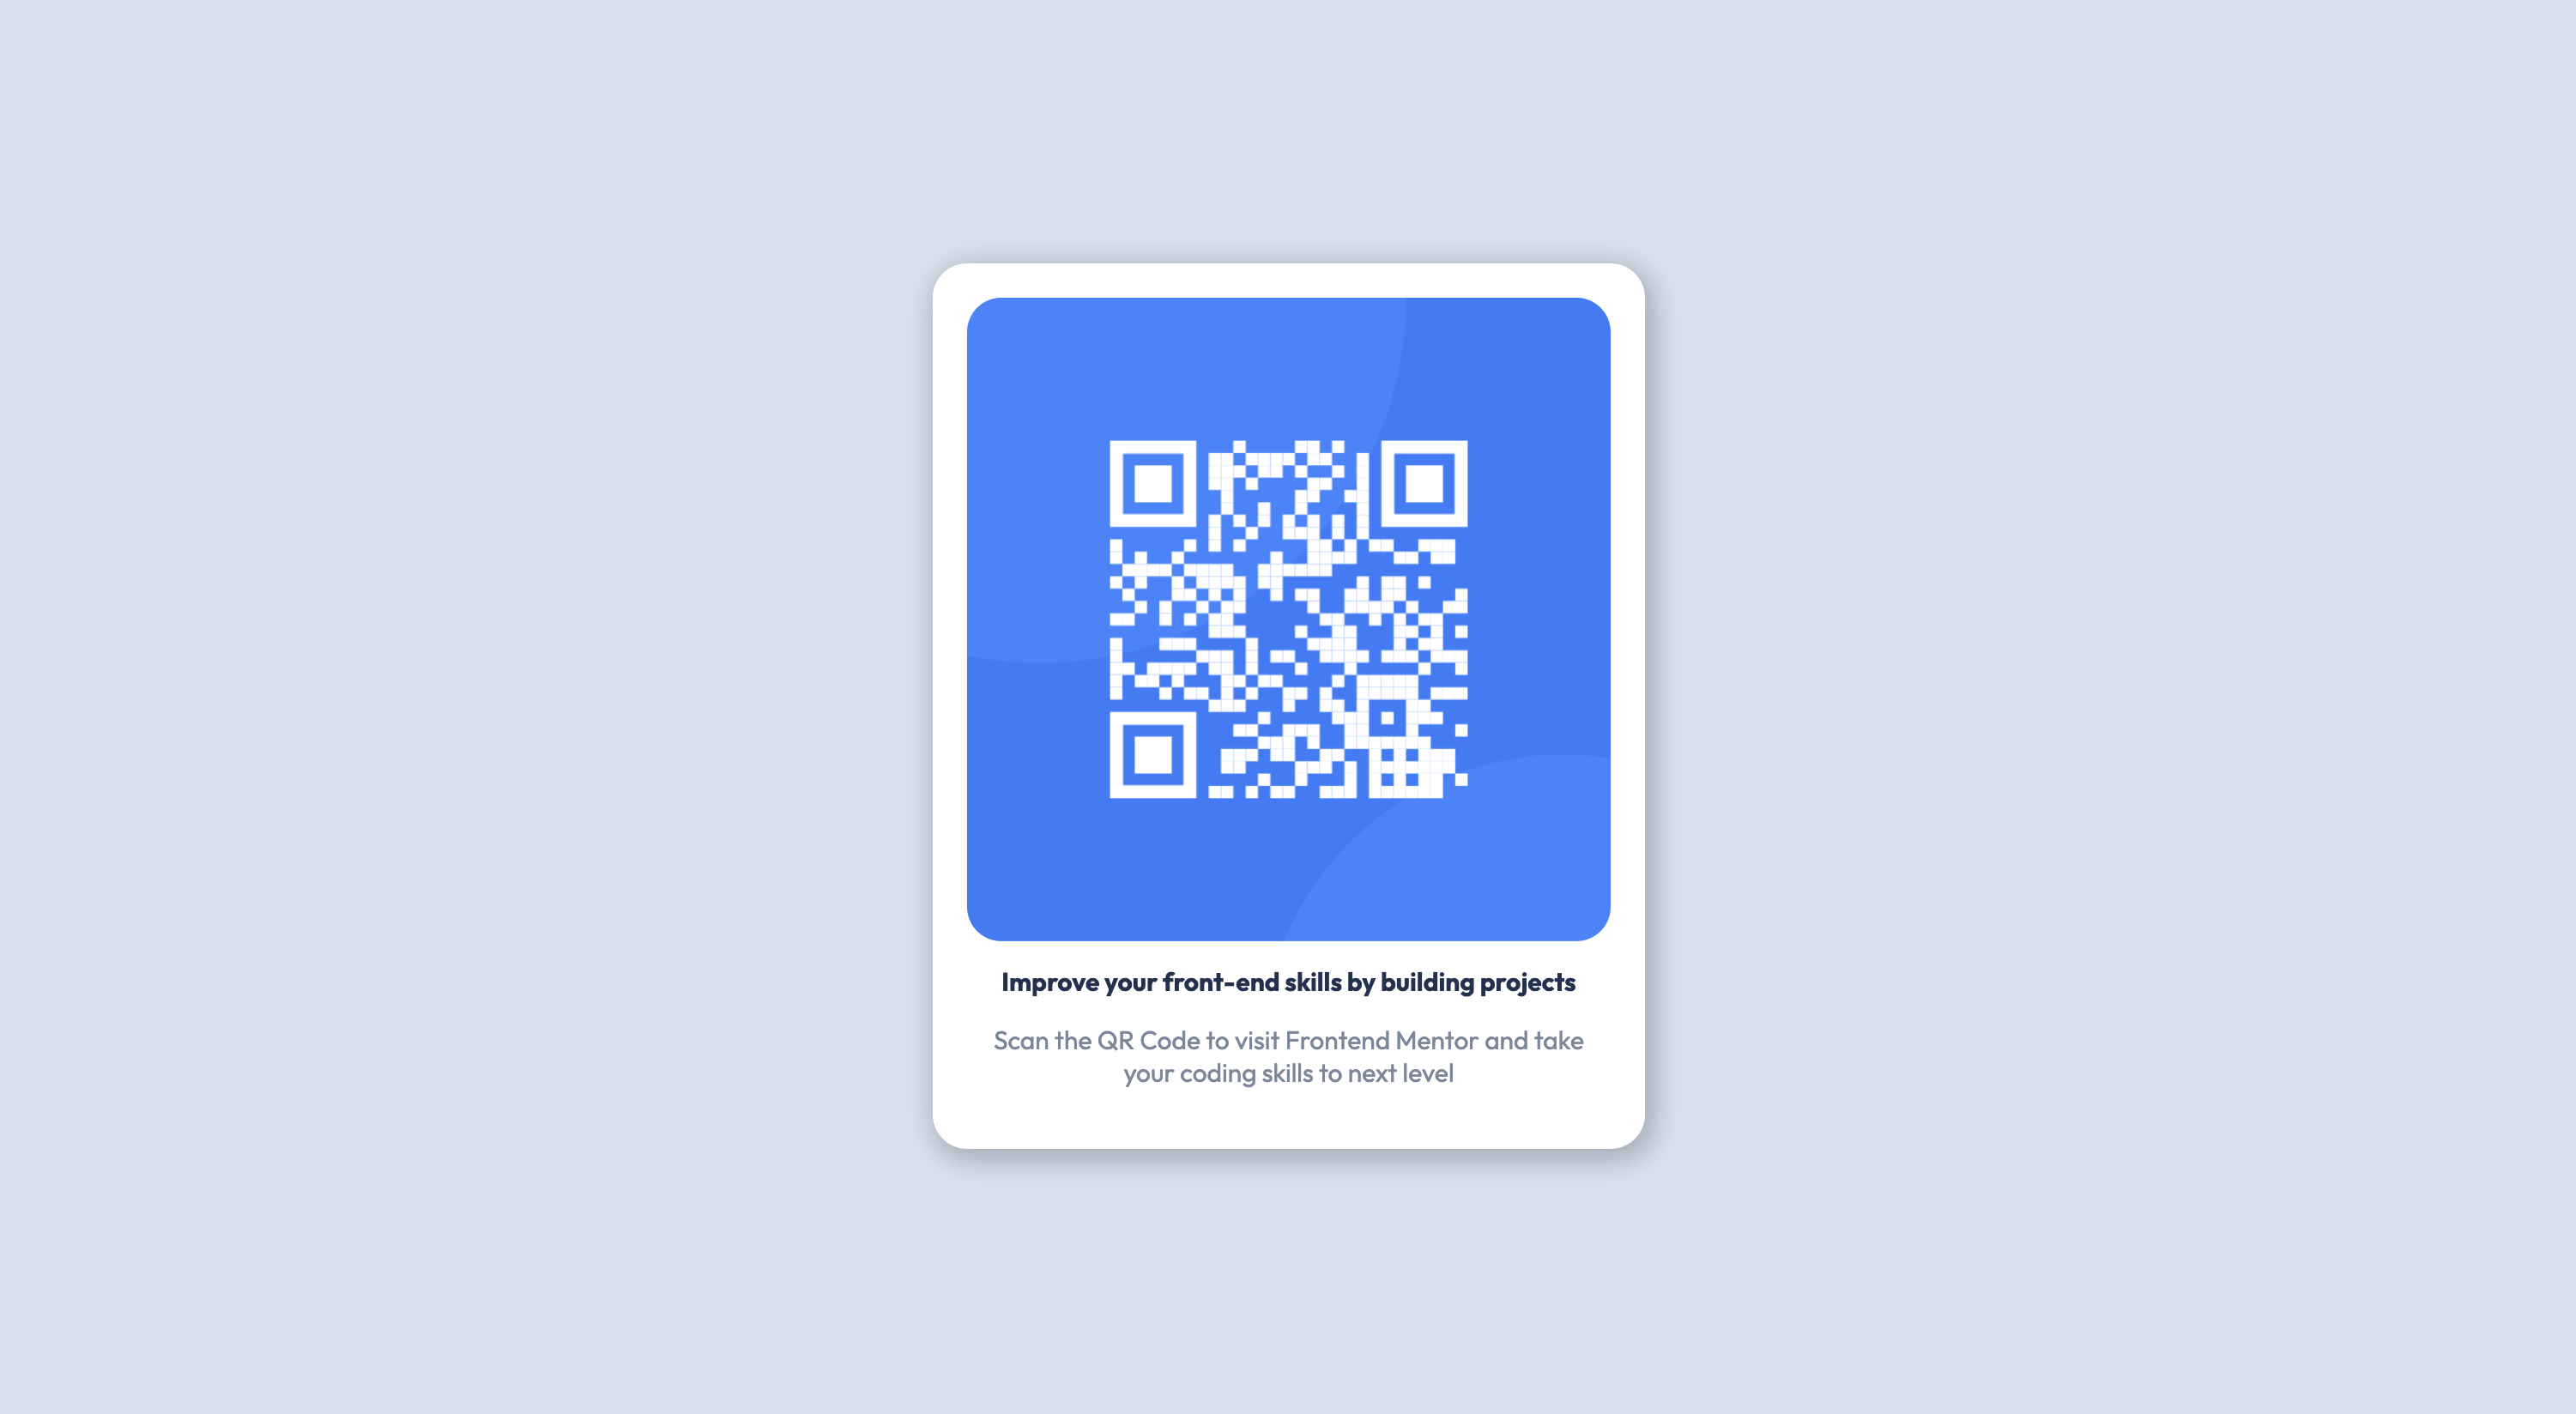 Improve your front-end skills by building projects
Scan the QR Code to visit Frontend Mentor and take
your coding skills to next level